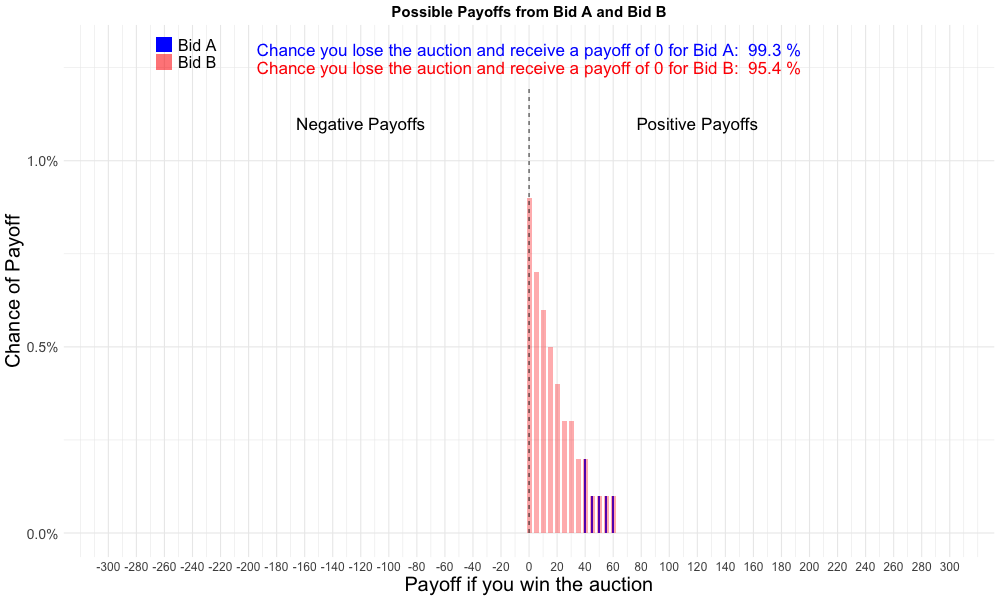 Possible Payoffs from Bid A and Bid B
Bid A
Bid B
Chance you lose the auction and receive a payoff of 0 for Bid A:  99.3 %
Chance you lose the auction and receive a payoff of 0 for Bid B:  95.4 %
Negative Payoffs
Positive Payoffs
Chance of Payoff
1.0%
0.5%
0.0%
-300 -280 -260 -240 -220 -200 -180 -160 -140 -120 -100 -80 -60 -40 -20 0 20 40 60 80 100 120 140 160 180 200 220 240 260 280 300
Payoff if you win the auction